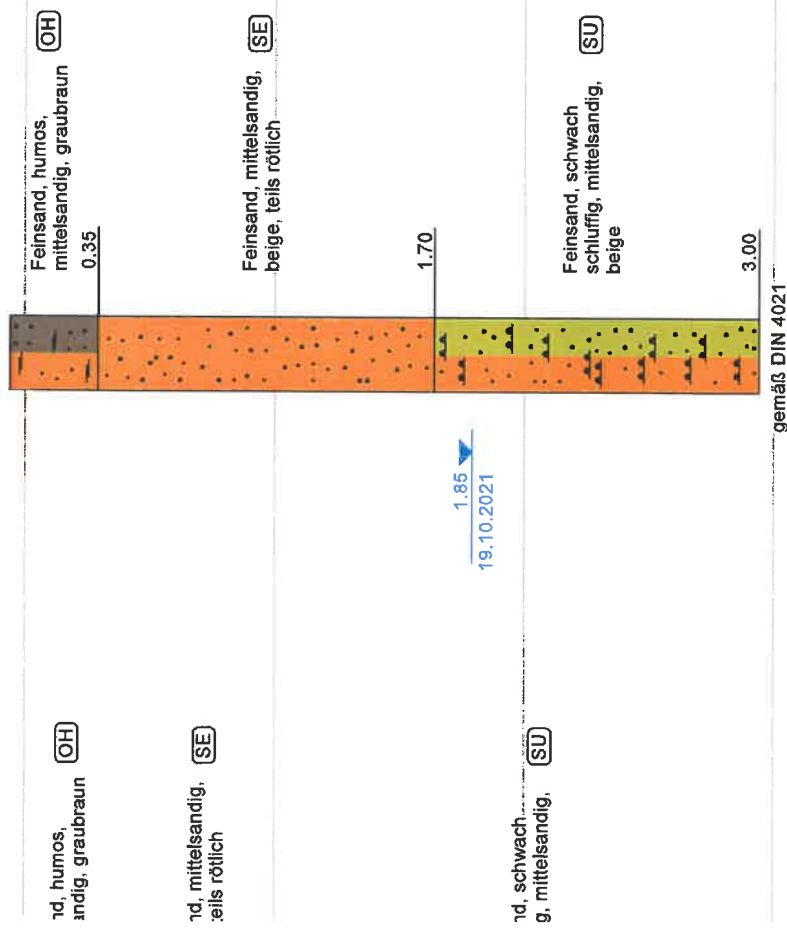 Feinsand, humos,
mittelsandig, graubraun
OH
0.35
Feinsand, mittelsandig,
beige, teils rötlich
SE
1.70
Feinsand, schwach
schluffig, mittelsandig,
beige
SU
3.00
gemäß DIN 4021
1.85
19.10.2021
nd, humos,
andig, graubraun
OH
nd, mittelsandig,
teils rötlich
SE
nd, schwach
g, mittelsandig,
SU